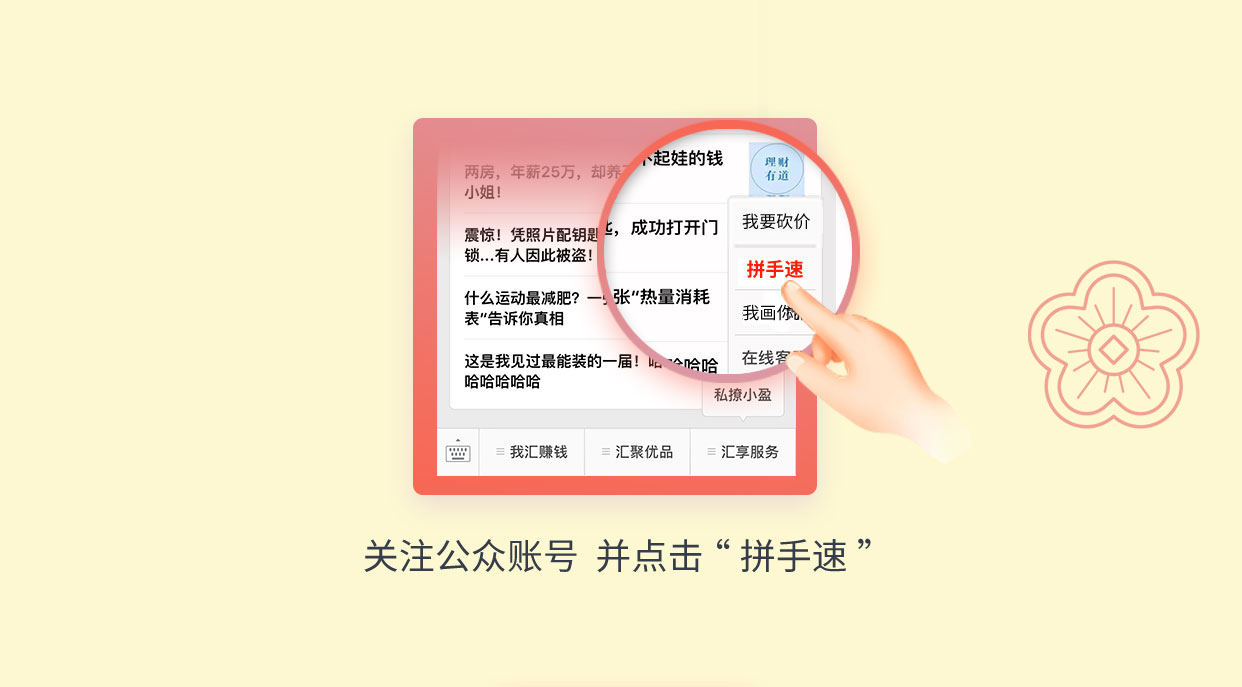 两房，年薪25万，却养不起娃的钱
小姐！
理财
有道
震惊！凭照片配钥匙，成功打开门
锁...有人因此被盗！
什么运动最减肥？一张“热量消耗
表”告诉你真相
这是我见过最能装的一届！哈哈哈哈
哈哈哈哈哈
我要砍价
拼手速
我画你
在线客
私撩小盈
我汇赚钱
汇聚优品
汇享服务
关注公众账号 并点击“拼手速”